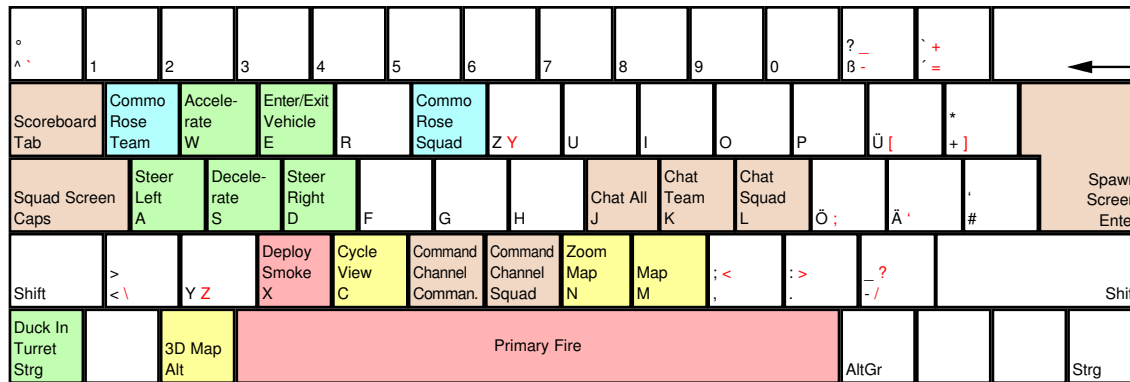 °
^ `
1
2
3
4
5
6
7
8
9
0
? _
ß -
` +
´ =
Scoreboard
Tab
Commo
Rose
Team
Accele-
rate
W
Enter/Exit
Vehicle
E
R
Commo
Rose
Squad
Z Y
U
I
O
P
Ü [
*
+ ]
Squad Screen
Caps
Steer
Left
A
Decele-
rate
S
Steer
Right
D
F
G
H
Chat All
J
Chat
Team
K
Chat
Squad
L
Ö ;
Ä '
'
#
Spawn
Screen
Enter
Shift
>
< \
Y Z
Deploy
Smoke
X
Cycle
View
C
Command
Channel
Comman.
Command
Channel
Squad
Zoom
Map
N
Map
M
; <
,
: >
.
_ ?
- /
Shift
Duck In
Turret
Strg
3D Map
Alt
Primary Fire
AltGr
Strg